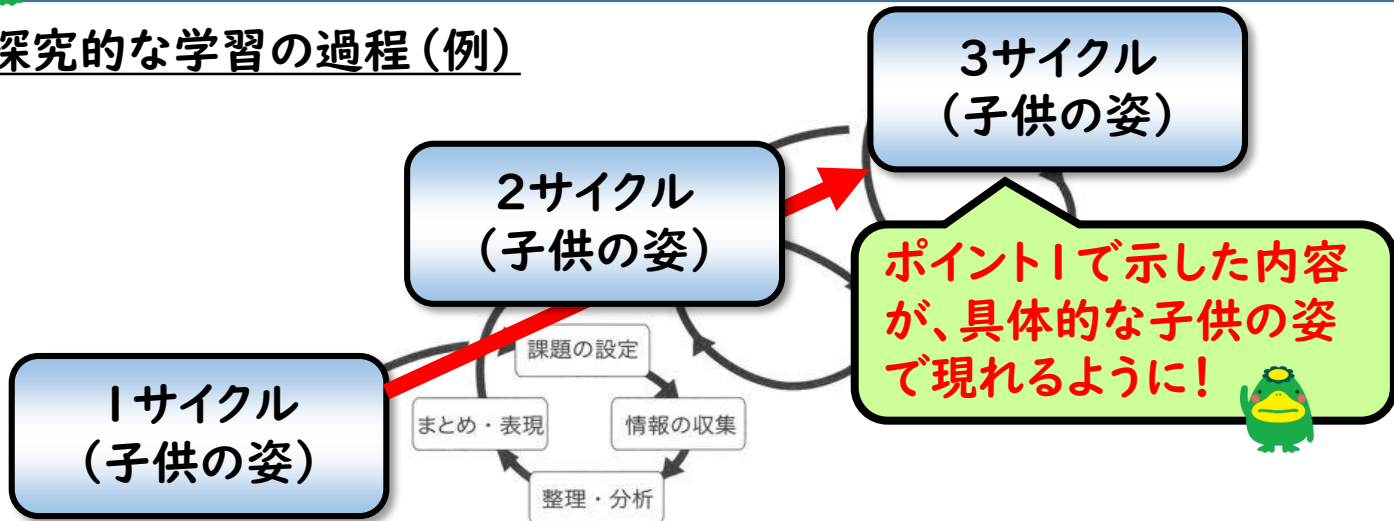 探究的な学習の過程（例）
3サイクル
（子供の姿）
2サイクル
（子供の姿）
ポイント1で示した内容
が、具体的な子供の姿
で現れるように！
1サイクル
（子供の姿）
課題の設定
まとめ・表現
情報の収集
整理・分析